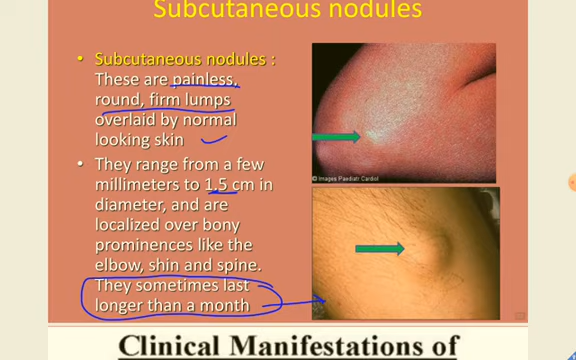 Subcutaneous nodules
• Subcutaneous nodules :
These are painless,
round, firm lumps
overlaid by normal
looking skin
• They range from a few
millimeters to 1.5 cm in
diameter, and are
localized over bony
prominences like the
elbow, shin and spine.
They sometimes last
longer than a month
© Images Paediatr Cardiol
Clinical Manifestations of